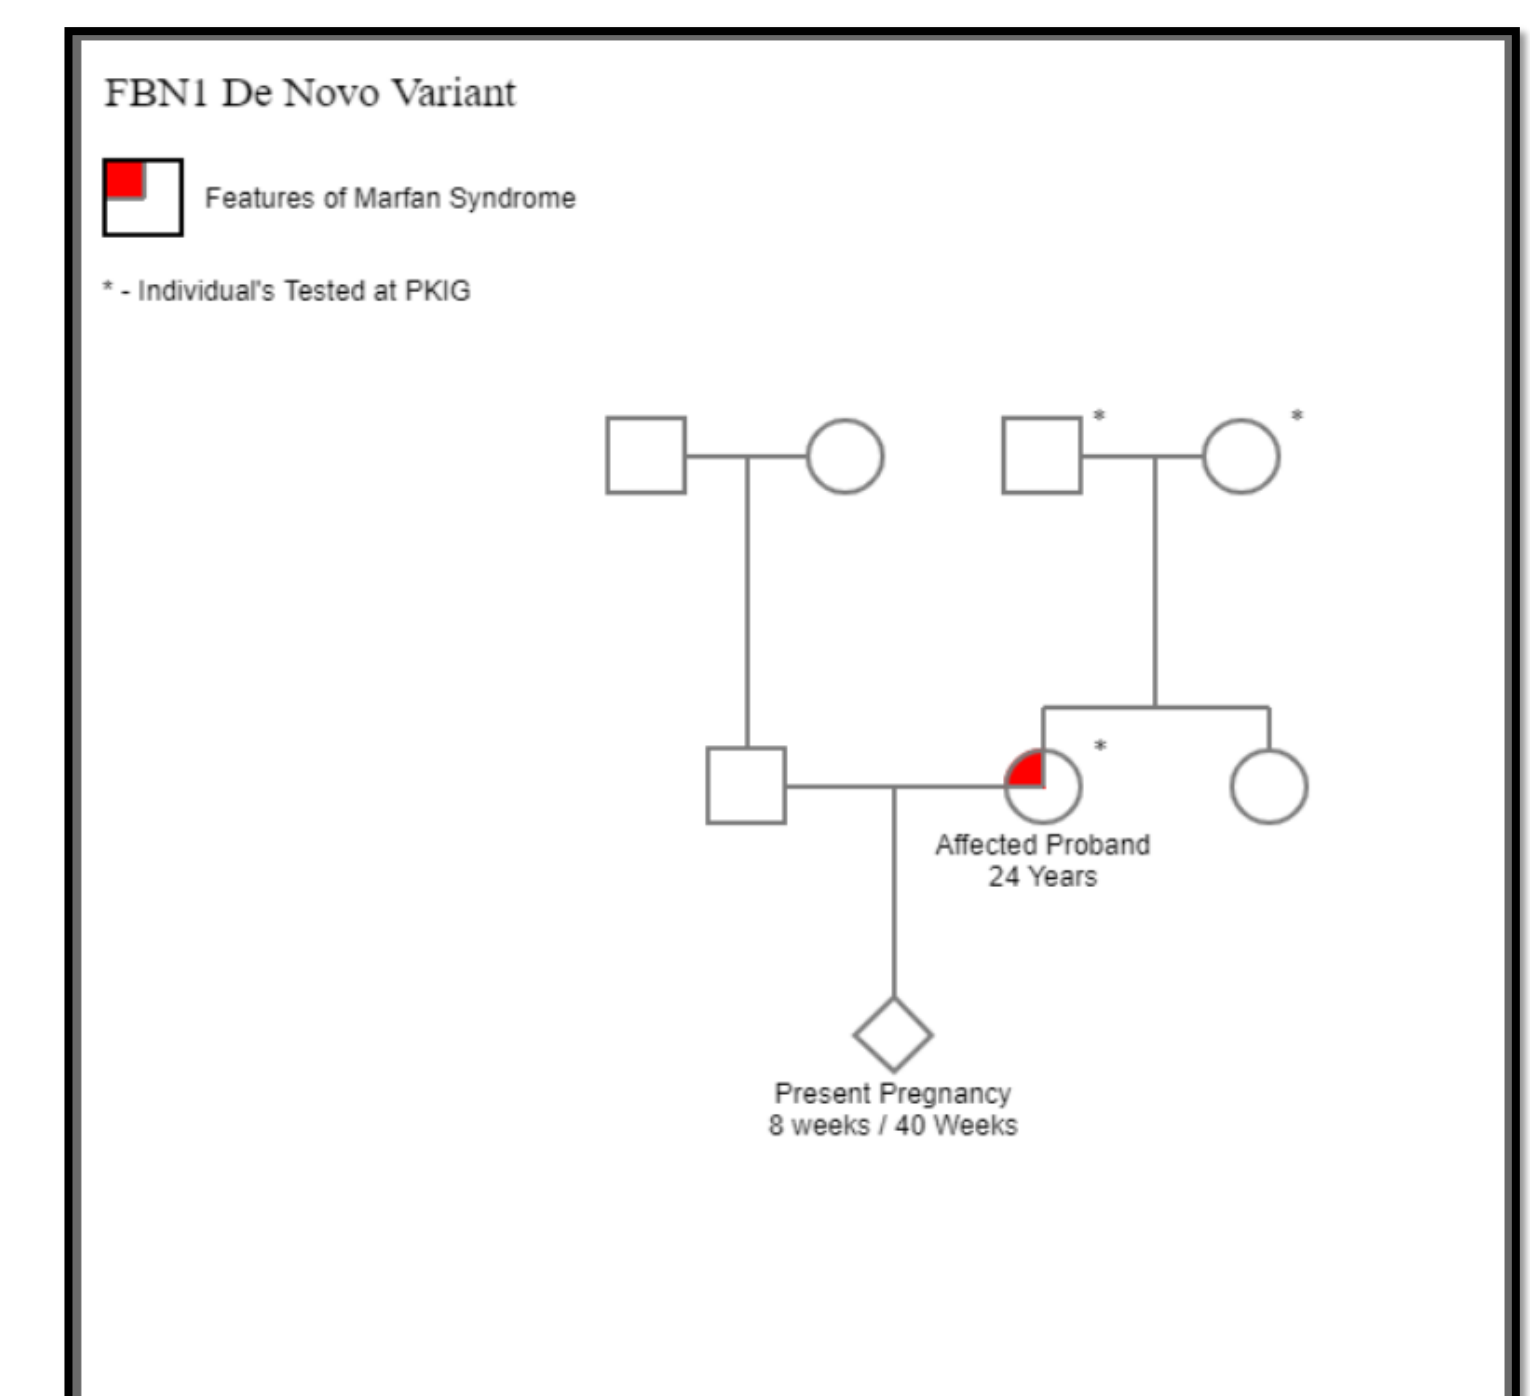 FBN1 De Novo Variant
Features of Marfan Syndrome
* - Individual's Tested at PKIG
* *
*
Affected Proband
24 Years
Present Pregnancy
8 weeks / 40 Weeks